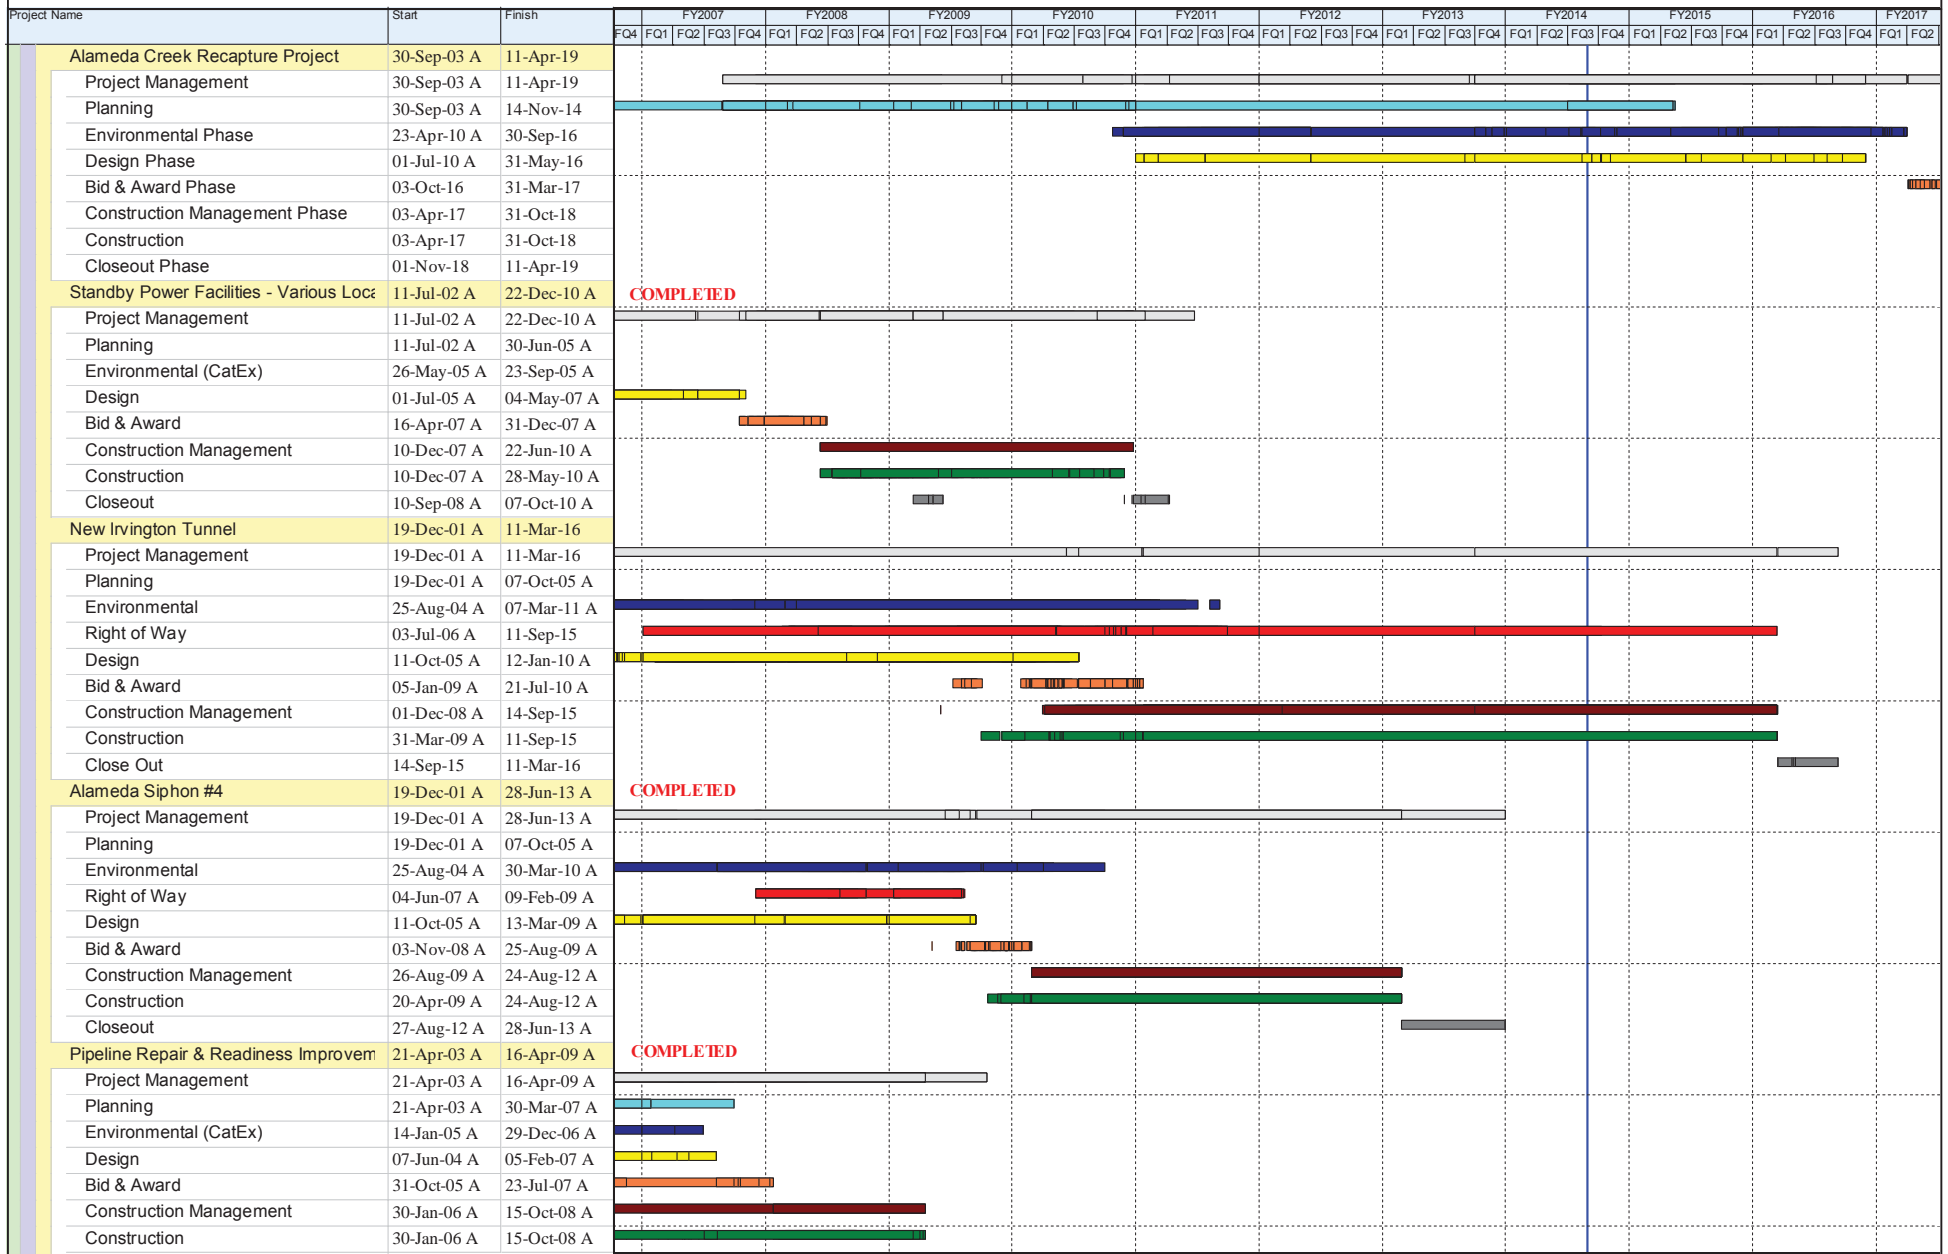 Project Name Start Finish FY2007 FY2008 FY2009 FY2010 FY2011 FY2012 FY2013 FY2014 FY2015 FY2016 FY2017
FQ4 FQ1 FQ2 FQ3 FQ4 FQ1 FQ2 FQ3 FQ4 FQ1 FQ2 FQ3 FQ4 FQ1 FQ2 FQ3 FQ4 FQ1 FQ2 FQ3 FQ4 FQ1 FQ2 FQ3 FQ4 FQ1 FQ2 FQ3 FQ4 FQ1 FQ2 FQ3 FQ4 FQ1 FQ2 FQ3 FQ4 FQ1 FQ2 FQ3 FQ4 FQ1 FQ2
Alameda Creek Recapture Project 30-Sep-03 A 11-Apr-19
Project Management 30-Sep-03 A 11-Apr-19
Planning 30-Sep-03 A 14-Nov-14
Environmental Phase 23-Apr-10 A 30-Sep-16
Design Phase 01-Jul-10 A 31-May-16
Bid & Award Phase 03-Oct-16 31-Mar-17
Construction Management Phase 03-Apr-17 31-Oct-18
Construction 03-Apr-17 31-Oct-18
Closeout Phase 01-Nov-18 11-Apr-19
Standby Power Facilities - Various Loca 11-Jul-02 A 22-Dec-10 A COMPLETED
Project Management 11-Jul-02 A 22-Dec-10 A
Planning 11-Jul-02 A 30-Jun-05 A
Environmental (CatEx) 26-May-05 A 23-Sep-05 A
Design 01-Jul-05 A 04-May-07 A
Bid & Award 16-Apr-07 A 31-Dec-07 A
Construction Management 10-Dec-07 A 22-Jun-10 A
Construction 10-Dec-07 A 28-May-10 A
Closeout 10-Sep-08 A 07-Oct-10 A
New Irvington Tunnel 19-Dec-01 A 11-Mar-16
Project Management 19-Dec-01 A 11-Mar-16
Planning 19-Dec-01 A 07-Oct-05 A
Environmental 25-Aug-04 A 07-Mar-11 A
Right of Way 03-Jul-06 A 11-Sep-15
Design 11-Oct-05 A 12-Jan-10 A
Bid & Award 05-Jan-09 A 21-Jul-10 A
Construction Management 01-Dec-08 A 14-Sep-15
Construction 31-Mar-09 A 11-Sep-15
Close Out 14-Sep-15 11-Mar-16
Alameda Siphon #4 19-Dec-01 A 28-Jun-13 A COMPLETED
Project Management 19-Dec-01 A 28-Jun-13 A
Planning 19-Dec-01 A 07-Oct-05 A
Environmental 25-Aug-04 A 30-Mar-10 A
Right of Way 04-Jun-07 A 09-Feb-09 A
Design 11-Oct-05 A 13-Mar-09 A
Bid & Award 03-Nov-08 A 25-Aug-09 A
Construction Management 26-Aug-09 A 24-Aug-12 A
Construction 20-Apr-09 A 24-Aug-12 A
Closeout 27-Aug-12 A 28-Jun-13 A
Pipeline Repair & Readiness Improvem 21-Apr-03 A 16-Apr-09 A COMPLETED
Project Management 21-Apr-03 A 16-Apr-09 A
Planning 21-Apr-03 A 30-Mar-07 A
Environmental (CatEx) 14-Jan-05 A 29-Dec-06 A
Design 07-Jun-04 A 05-Feb-07 A
Bid & Award 31-Oct-05 A 23-Jul-07 A
Construction Management 30-Jan-06 A 15-Oct-08 A
Construction 30-Jan-06 A 15-Oct-08 A